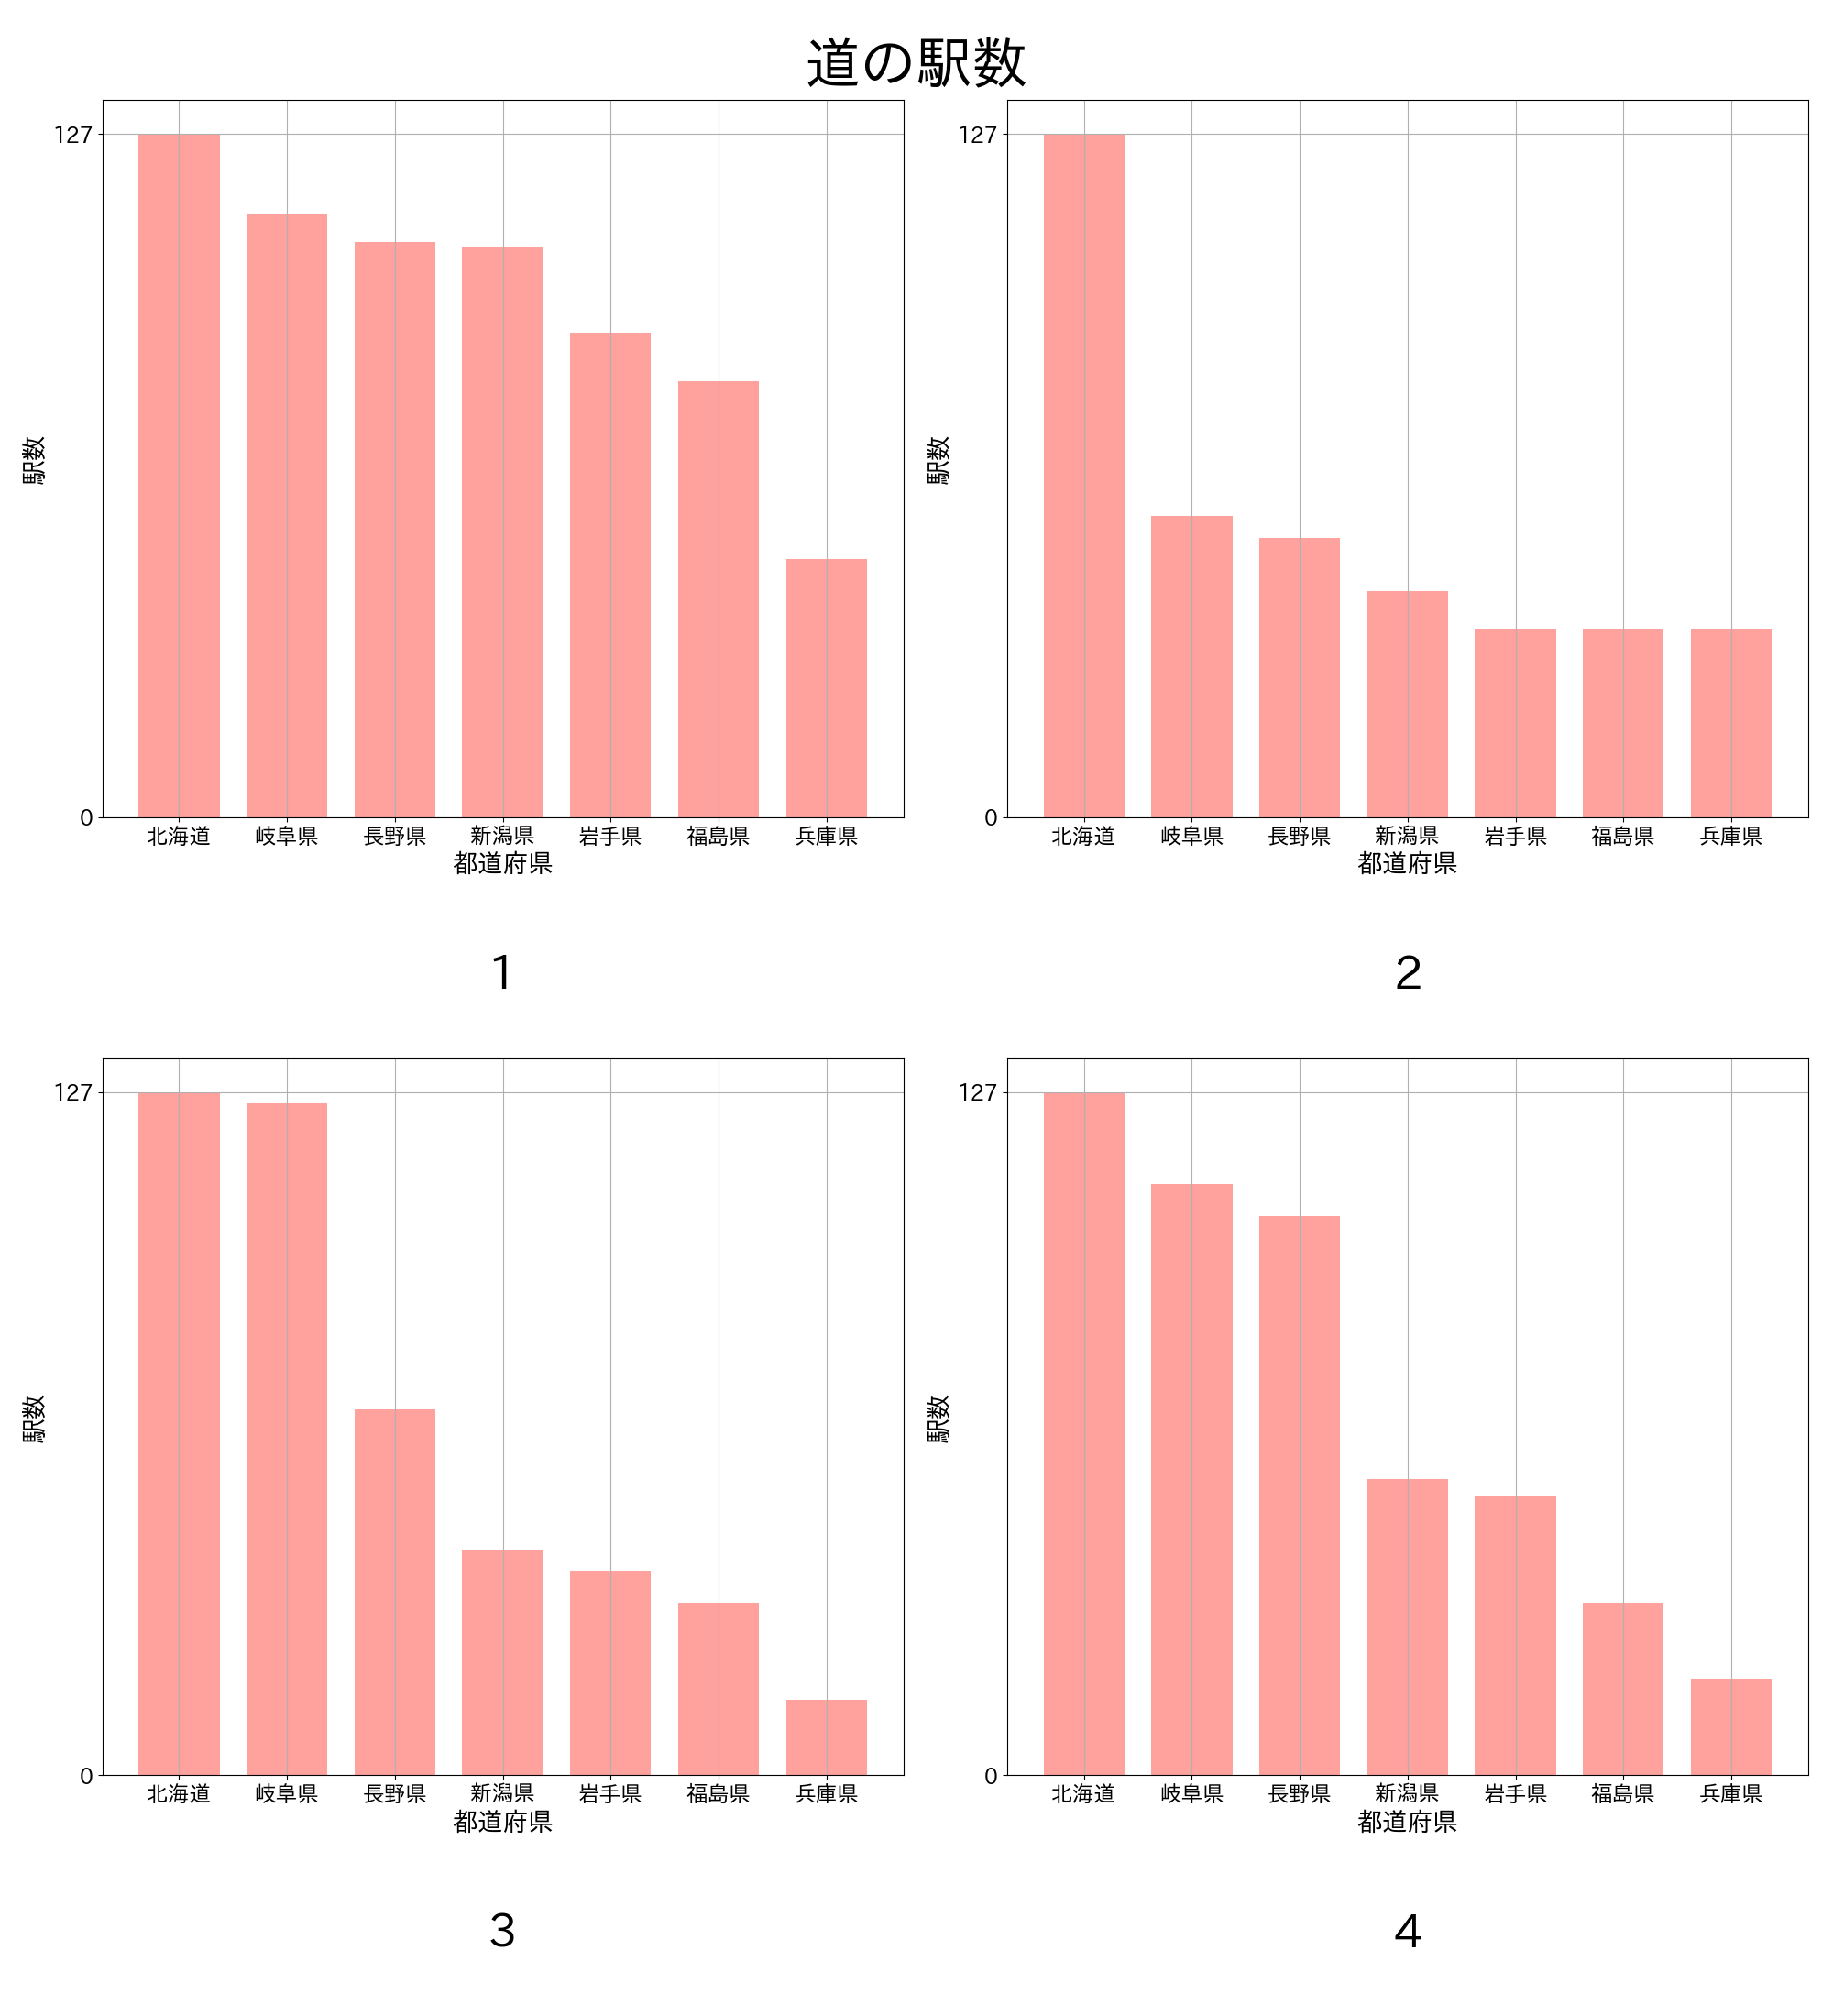 道の駅数
127
0
駅数
北海道 岐阜県 長野県 新潟県 岩手県 福島県 兵庫県
都道府県
1
127
0
駅数
北海道 岐阜県 長野県 新潟県 岩手県 福島県 兵庫県
都道府県
2
127
0
駅数
北海道 岐阜県 長野県 新潟県 岩手県 福島県 兵庫県
都道府県
3
127
0
駅数
北海道 岐阜県 長野県 新潟県 岩手県 福島県 兵庫県
都道府県
4